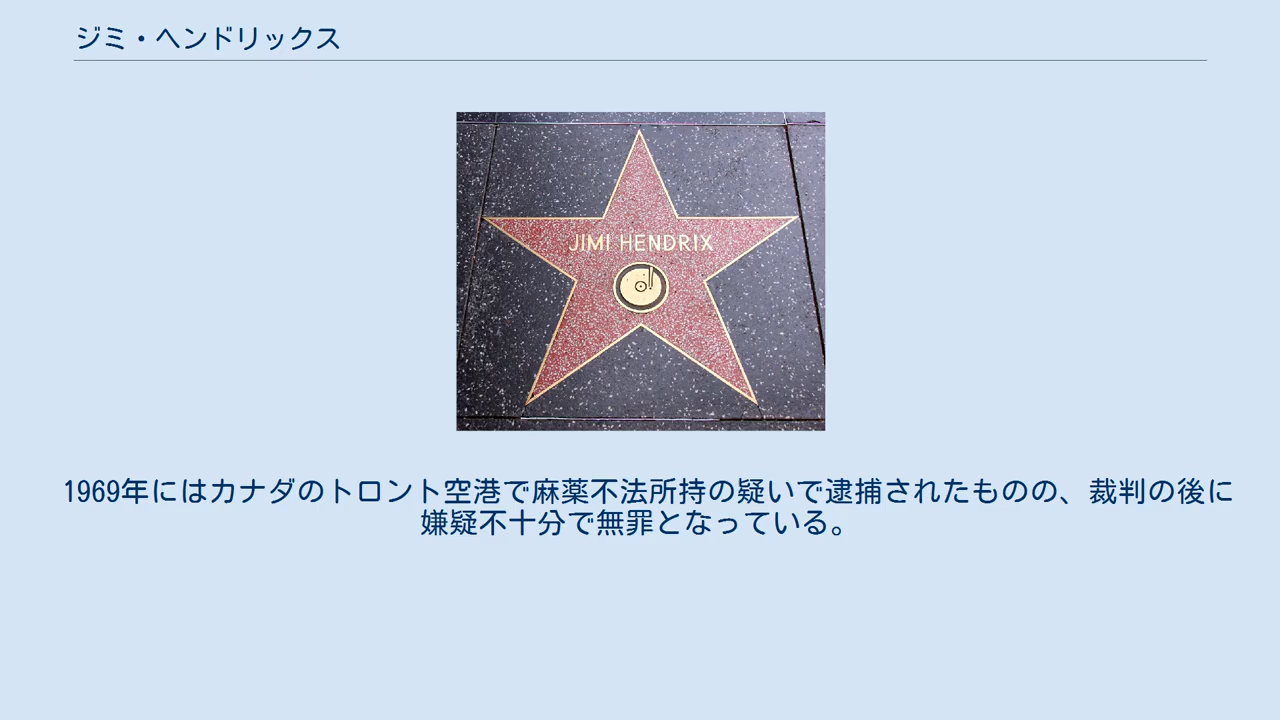 ジミ・ヘンドリックス
JIMI HENDRIX
1969年にはカナダのトロント空港で麻薬不法所持の疑いで逮捕されたものの、裁判の後に
嫌疑不十分で無罪となっている。